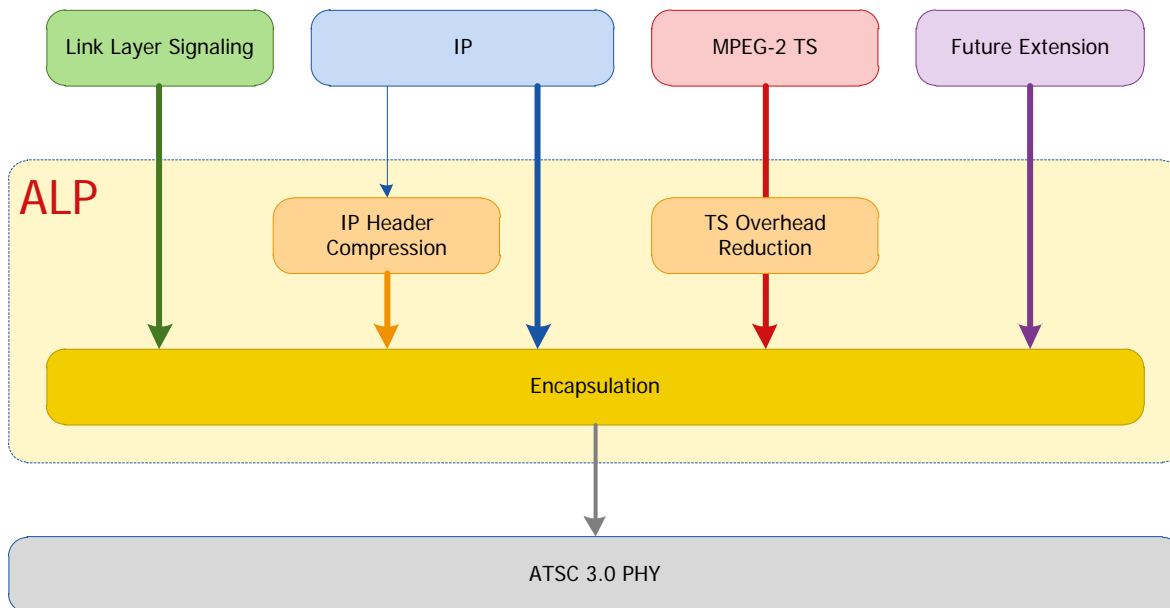 Link Layer Signaling
IP
MPEG-2 TS
Future Extension
ALP
IP Header
Compression
TS Overhead
Reduction
Encapsulation
ATSC 3.0 PHY